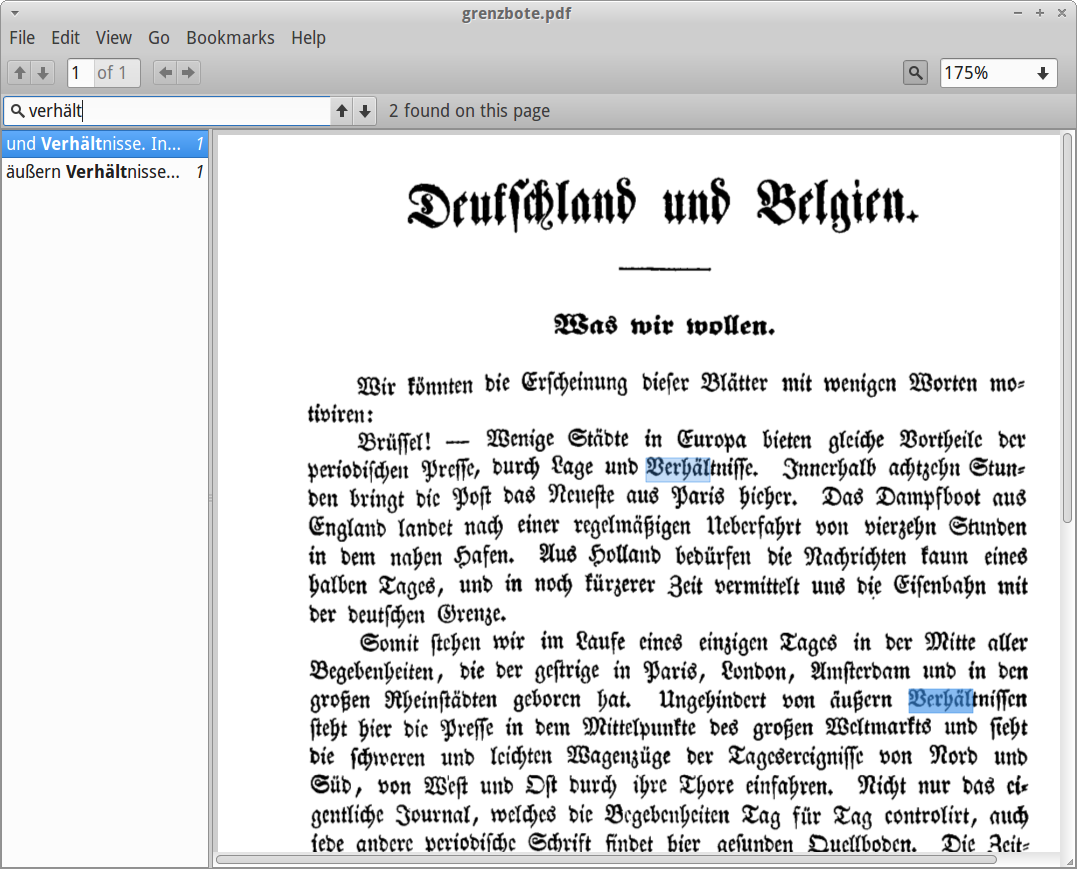 grenzbote.pdf
File Edit View Go Bookmarks Help
1 of 1 175%
verhält 2 found on this page
und Verhältnisse. In... 1
äußern Verhältnisse... 1
Deutschland und Belgien.
Was wir wollen.
Wir könnten die Erscheinung dieser Blätter mit wenigen Worten mo-
tiviren:
Brüssel! — Wenige Städte in Europa bieten gleiche Vortheile der
periodischen Presse, durch Lage und Verhältnisse. Innerhalb achtzehn Stun-
den bringt die Post das Neueste aus Paris hieher. Das Dampfboot aus
England landet nach einer regelmäßigen Ueberfahrt von vierzehn Stunden
in dem nahen Hafen. Aus Holland bedürfen die Nachrichten kaum eines
halben Tages, und in noch kürzerer Zeit vermittelt uns die Eisenbahn mit
der deutschen Grenze.
Somit stehen wir im Laufe eines einzigen Tages in der Mitte aller
Begebenheiten, die der gestrige in Paris, London, Amsterdam und in den
großen Rheinstädten geboren hat. Ungehindert von äußern Verhältnissen
steht hier die Presse in dem Mittelpunkte des großen Weltmarkts und sieht
die schweren und leichten Wagenzüge der Tagesereignisse von Nord und
Süd, von West und Ost durch ihre Thore einfahren. Nicht nur das ei-
gentliche Journal, welches die Begebenheiten Tag für Tag controlirt, auch
jede andere periodische Schrift findet hier gesunden Quellboden. Die Zeit-